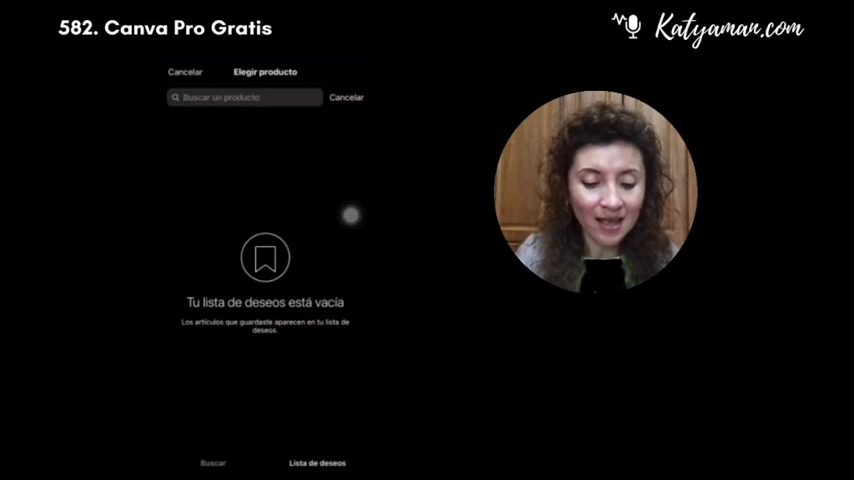 582. Canva Pro Gratis
Katyaman.com
Cancelar
Elegir producto
Buscar un producto
Cancelar
Tu lista de deseos está vacía
Los artículos que guardaste aparecen en tu lista de
deseos.
Buscar
Lista de deseos